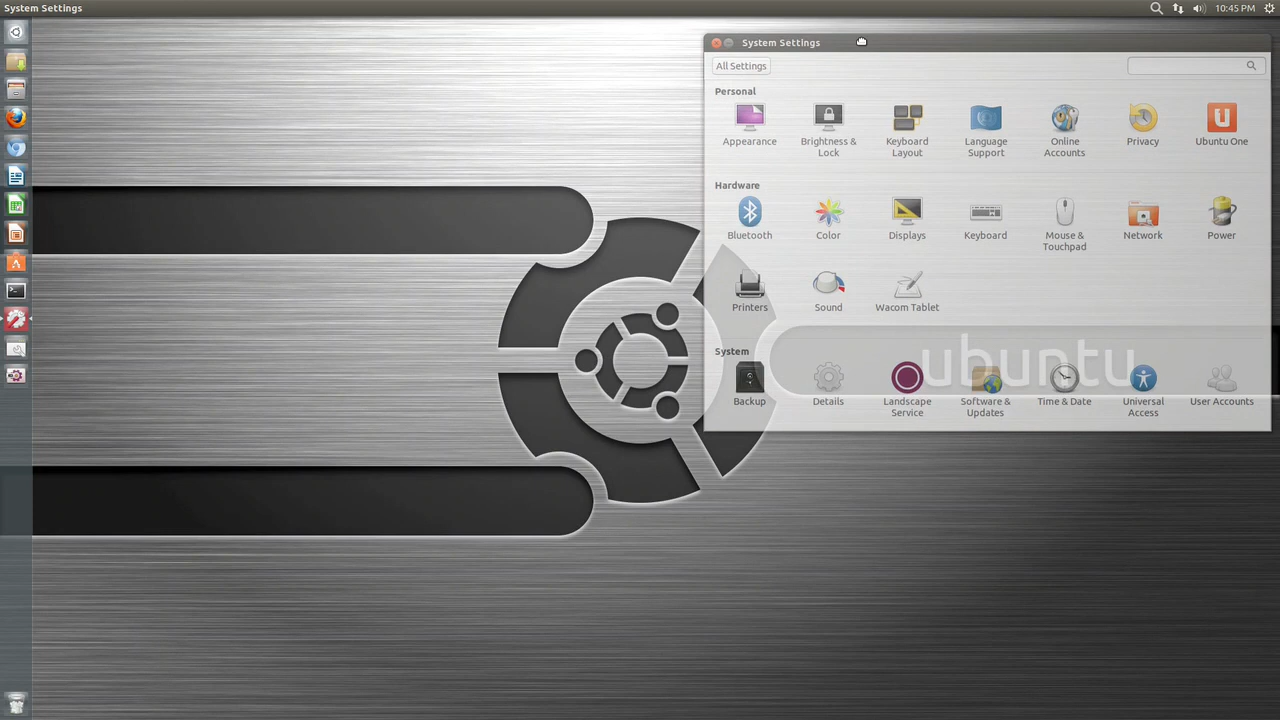 System Settings
10:45 PM
System Settings
All Settings
Personal
Appearance
Brightness &
Lock
Keyboard
Layout
Language
Support
Online
Accounts
Privacy
Ubuntu One
Hardware
Bluetooth
Color
Displays
Keyboard
Mouse &
Touchpad
Network
Power
Printers
Sound
Wacom Tablet
System
ubuntu
Backup
Details
Landscape
Service
Software &
Updates
Time & Date
Universal
Access
User Accounts